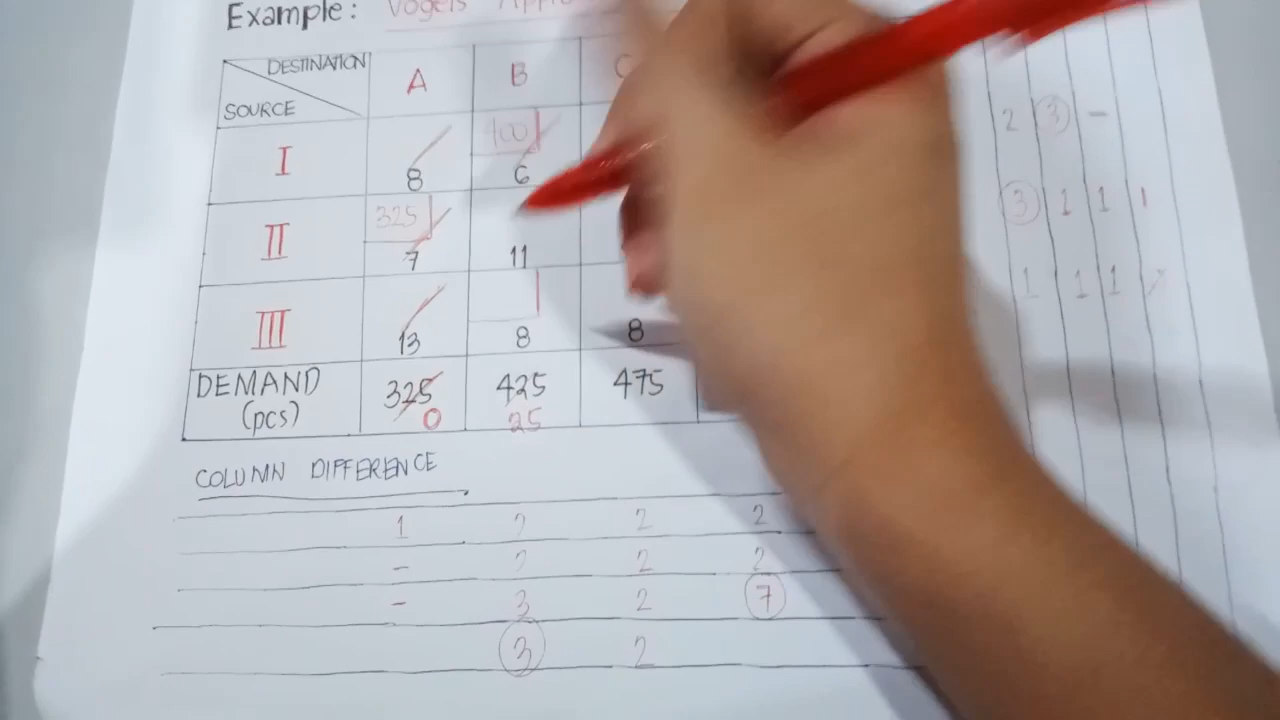 Example: Vogels
DESTINATION
SOURCE
A B C
I 8 400 6
II 325 7 11
III 13 8 8
DEMAND (pcs) 325 425 475
0 25
2 3 -
3 1 1 1
1 1 1
COLUMN DIFFERENCE
1 2 2 2
- 2 2 2
- 3 2 7
3 2